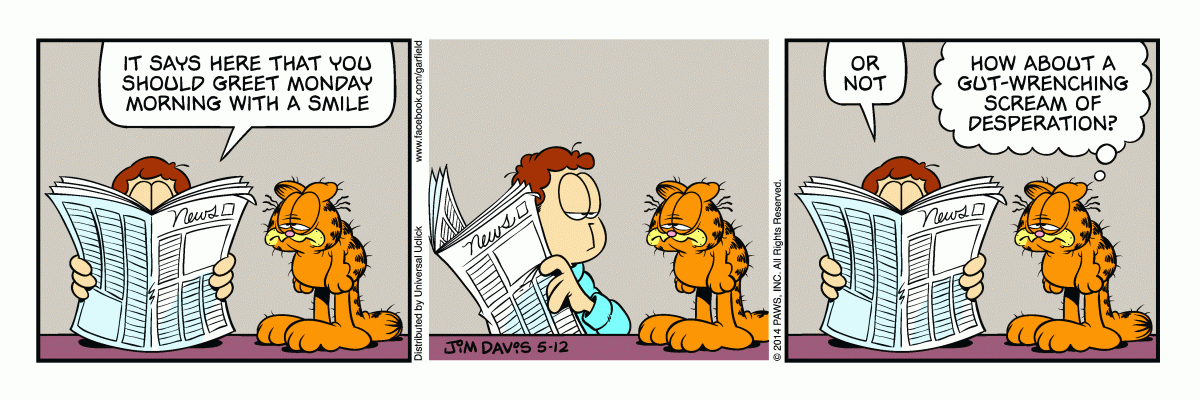 IT SAYS HERE THAT YOU
SHOULD GREET MONDAY
MORNING WITH A SMILE
News
www.facebook.com/garfield
Distributed by Universal Uclick
News
JIM DAVIS 5-12
© 2014 PAWS, INC. All Rights Reserved.
OR
NOT
HOW ABOUT A
GUT-WRENCHING
SCREAM OF
DESPERATION?
News